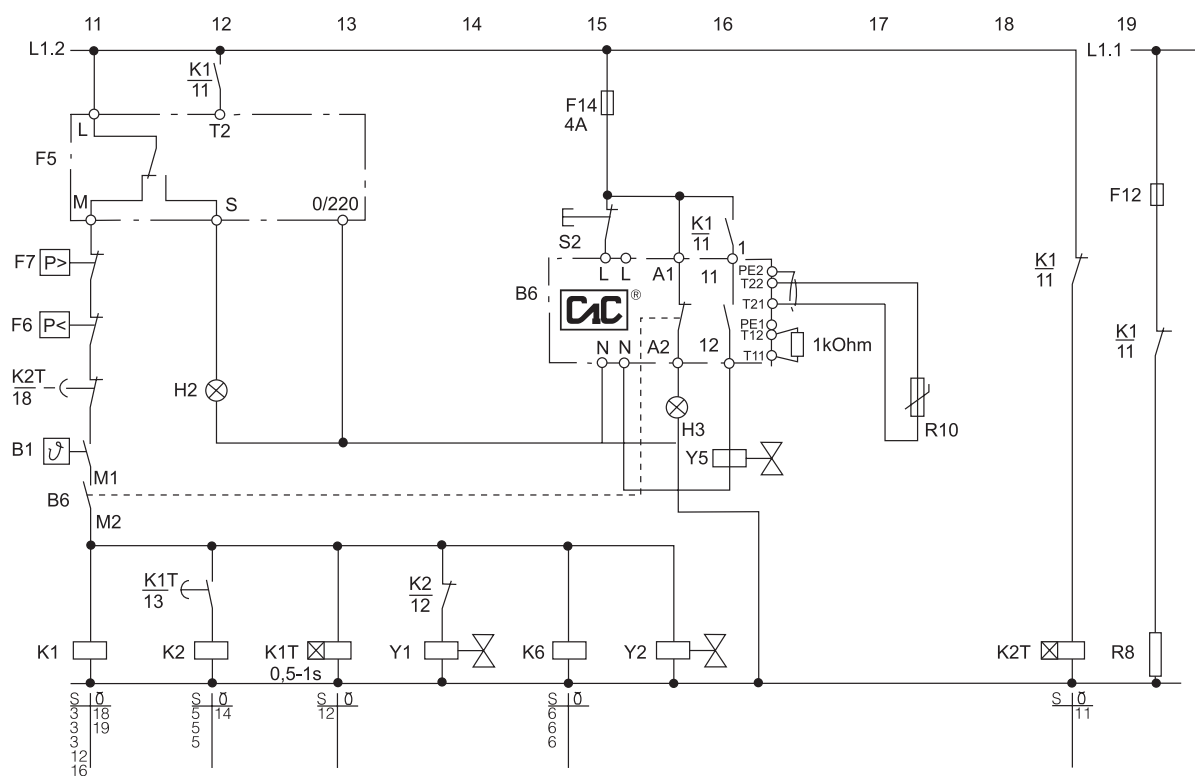 11 12 13 14 15 16 17 18 19
L1.2
L1.1
K1
11
F14
4A
L T2
F5
M S 0/220
F12
S2
K1
11
1
F7 P>
L L A1 11
PE2
T22
B6
CAC ®
T21
K1
11
F6 P<
PE1
T12
1kOhm
N N A2 12
T11
K1
11
K2T
18
H2
H3
R10
B1 ϑ
Y5
M1
B6
M2
K1T
13
K2
12
K1 K2 K1T Y1 K6 Y2 K2T R8
0,5-1s
S Ö
3 18
3 19
3
12
16
S Ö
5 14
5
5
S Ö
12
S Ö
6
6
6
S Ö
11